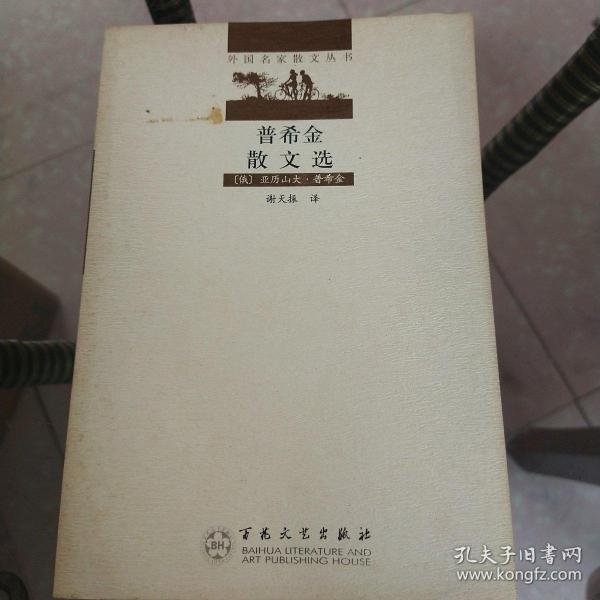 外国名家散文丛书
普希金
散文选
〔俄〕亚历山大·普希金
谢天振 译
BH
百花文艺出版社
BAIHUA LITERATURE AND
ART PUBLISHING HOUSE
孔夫子旧书网
www.kongfz.com